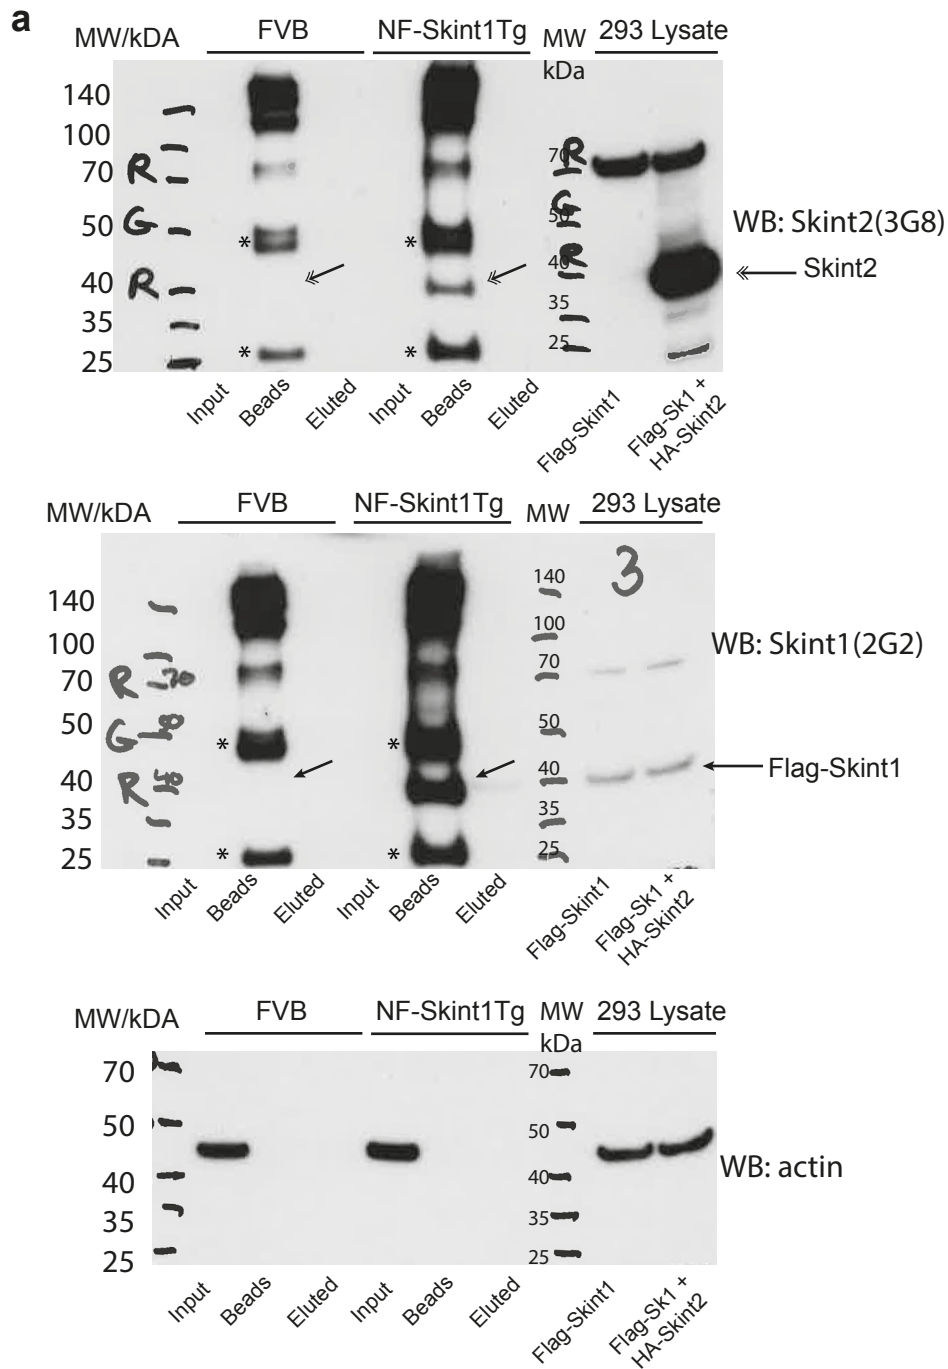 a
MW/kDA FVB NF-Skint1Tg MW kDa 293 Lysate
140
100
70 R
50 G
40 R
35
25
*
*
*
*
70 R
50 G
40 R
35
25
WB: Skint2(3G8)
Skint2
Input Beads Eluted Input Beads Eluted Flag-Skint1 Flag-Sk1 + HA-Skint2
MW/kDA FVB NF-Skint1Tg MW 293 Lysate
140
100
70 R 70
50 G
40 R 40
35
25
*
*
*
*
3
140
100
70
50
40
35
25
WB: Skint1(2G2)
Flag-Skint1
Input Beads Eluted Input Beads Eluted Flag-Skint1 Flag-Sk1 + HA-Skint2
MW/kDA FVB NF-Skint1Tg MW kDa 293 Lysate
70
50
40
35
25
70
50
40
35
25
WB: actin
Input Beads Eluted Input Beads Eluted Flag-Skint1 Flag-Sk1 + HA-Skint2